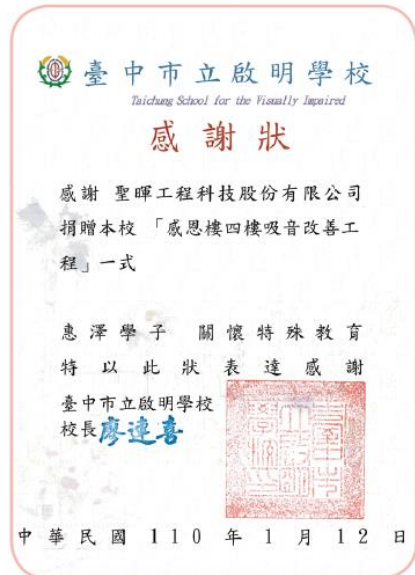 臺中市立啟明學校
Taichung School for the Visually Impaired
感謝狀
感謝 聖暉工程科技股份有限公司
捐贈本校 「感恩樓四樓吸音改善工
程」一式
惠澤學子 關懷特殊教育
特以此狀表達感謝
臺中市立啟明學校
校長廖連喜
中華民國 110 年 1 月 12 日